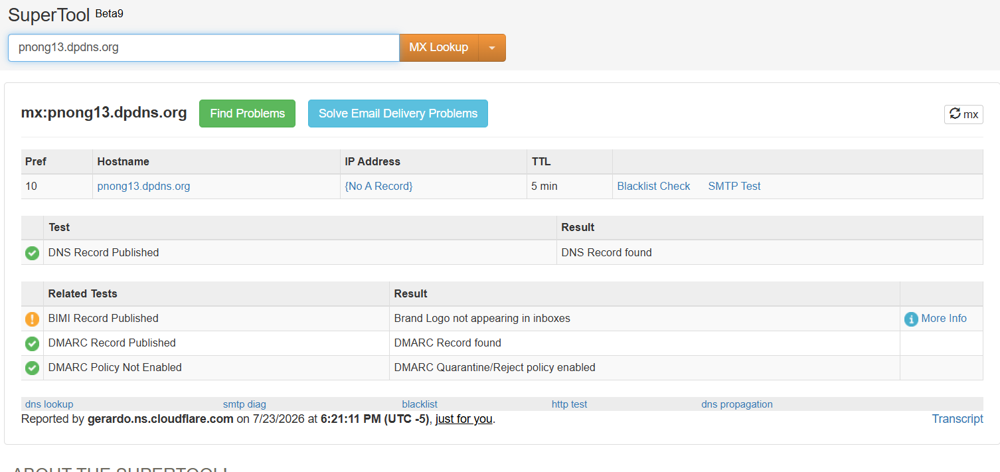 SuperTool Beta9
pnong13.dpdns.org MX Lookup
mx:pnong13.dpdns.org Find Problems Solve Email Delivery Problems mx
Pref Hostname IP Address TTL
10 pnong13.dpdns.org {No A Record} 5 min Blacklist Check SMTP Test
Test Result
DNS Record Published DNS Record found
Related Tests Result
BIMI Record Published Brand Logo not appearing in inboxes More Info
DMARC Record Published DMARC Record found
DMARC Policy Not Enabled DMARC Quarantine/Reject policy enabled
dns lookup smtp diag blacklist http test dns propagation
Reported by gerardo.ns.cloudflare.com on 7/23/2026 at 6:21:11 PM (UTC -5), just for you. Transcript
ABOUT THE SUPERTOOL!